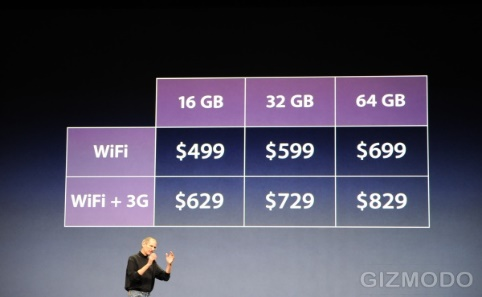 16 GB 32 GB 64 GB
WiFi $499 $599 $699
WiFi + 3G $629 $729 $829
GIZMODO